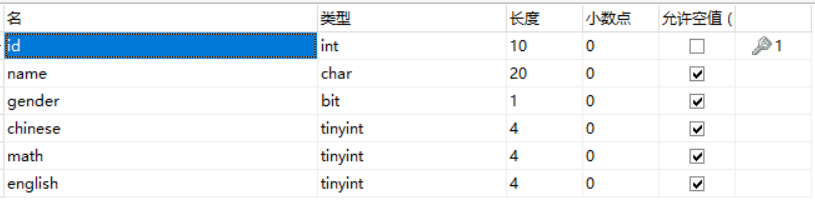 名 类型 长度 小数点 允许空值 (
id int 10 0 1
name char 20 0
gender bit 1 0
chinese tinyint 4 0
math tinyint 4 0
english tinyint 4 0